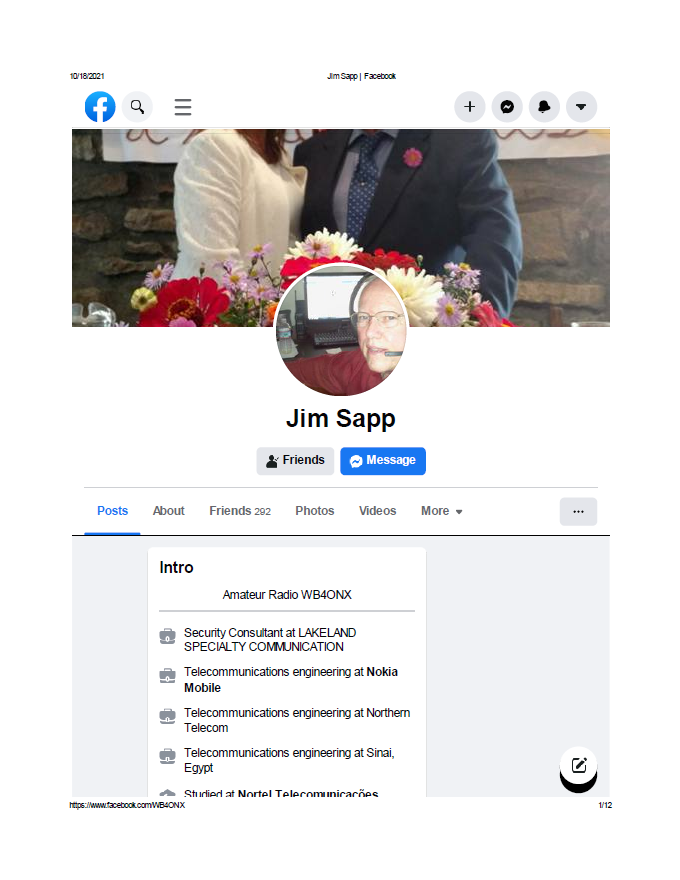 10/18/2021 Jim Sapp | Facebook
Jim Sapp
Friends Message
Posts About Friends 292 Photos Videos More
Intro
Amateur Radio WB4ONX
Security Consultant at LAKELAND
SPECIALTY COMMUNICATION
Telecommunications engineering at Nokia
Mobile
Telecommunications engineering at Northern
Telecom
Telecommunications engineering at Sinai,
Egypt
Studied at Nortel Telecomunicações
https://www.facebook.com/WB4ONX 1/12